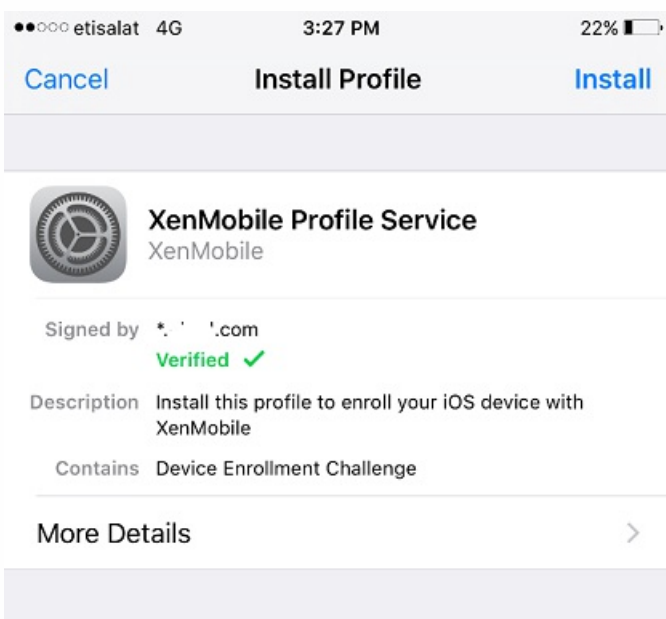 etisalat 4G 3:27 PM 22%
Cancel Install Profile Install
XenMobile Profile Service
XenMobile
Signed by *. .com
Verified ✓
Description Install this profile to enroll your iOS device with
XenMobile
Contains Device Enrollment Challenge
More Details